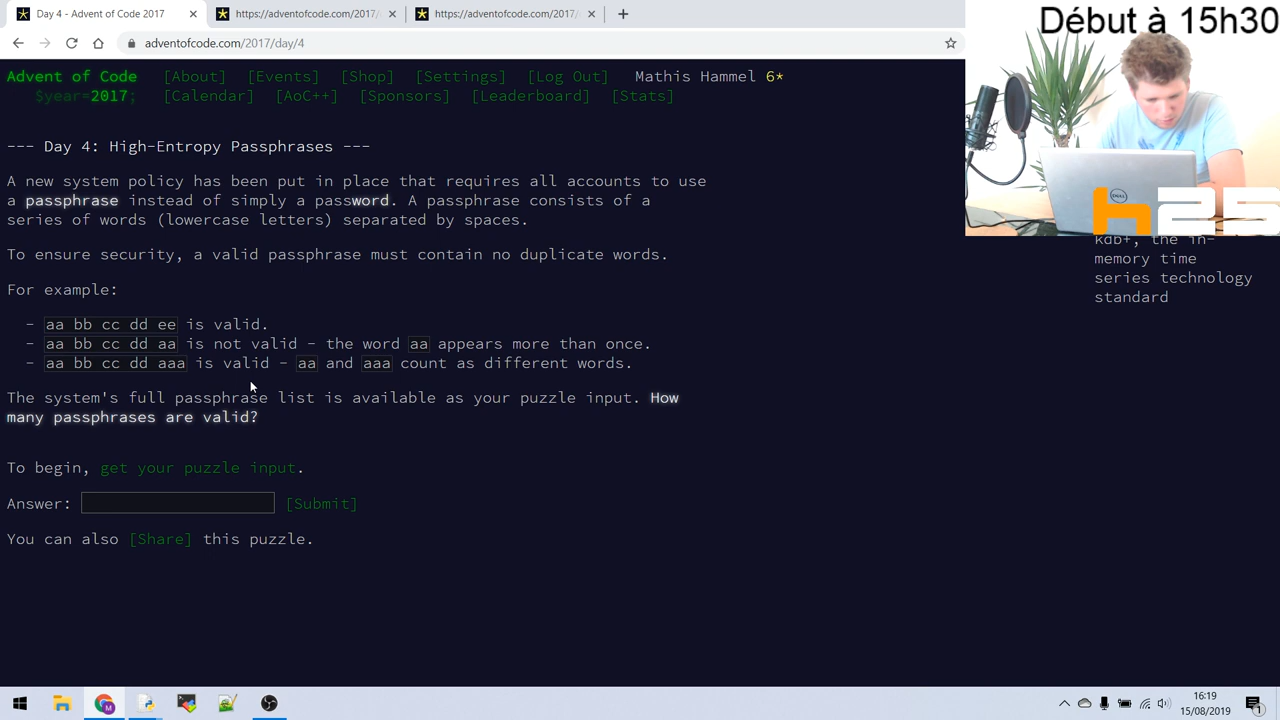 Day 4 - Advent of Code 2017
https://adventofcode.com/2017/
https://adventofcode.com/2017/
adventofcode.com/2017/day/4
Début à 15h30
Advent of Code [About] [Events] [Shop] [Settings] [Log Out] Mathis Hammel 6*
$year=2017; [Calendar] [AoC++] [Sponsors] [Leaderboard] [Stats]
--- Day 4: High-Entropy Passphrases ---
A new system policy has been put in place that requires all accounts to use
a passphrase instead of simply a password. A passphrase consists of a
series of words (lowercase letters) separated by spaces.
To ensure security, a valid passphrase must contain no duplicate words.
For example:
- aa bb cc dd ee is valid.
- aa bb cc dd aa is not valid - the word aa appears more than once.
- aa bb cc dd aaa is valid - aa and aaa count as different words.
The system's full passphrase list is available as your puzzle input. How
many passphrases are valid?
To begin, get your puzzle input.
Answer: [Submit]
You can also [Share] this puzzle.
DELL
h25
kdb+, the in-
memory time
series technology
standard
16:19
15/08/2019
1